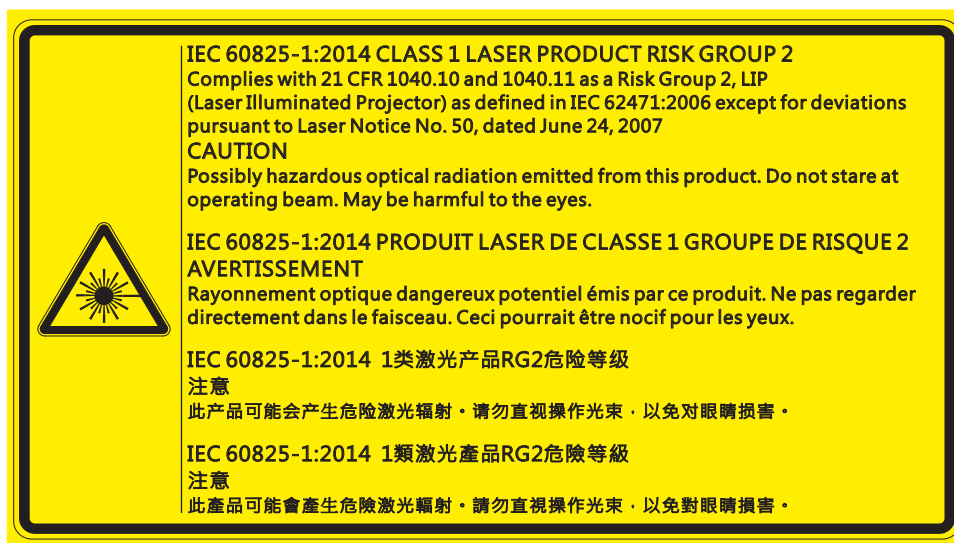 IEC 60825-1:2014 CLASS 1 LASER PRODUCT RISK GROUP 2
Complies with 21 CFR 1040.10 and 1040.11 as a Risk Group 2, LIP
(Laser Illuminated Projector) as defined in IEC 62471:2006 except for deviations
pursuant to Laser Notice No. 50, dated June 24, 2007
CAUTION
Possibly hazardous optical radiation emitted from this product. Do not stare at
operating beam. May be harmful to the eyes.
IEC 60825-1:2014 PRODUIT LASER DE CLASSE 1 GROUPE DE RISQUE 2
AVERTISSEMENT
Rayonnement optique dangereux potentiel émis par ce produit. Ne pas regarder
directement dans le faisceau. Ceci pourrait être nocif pour les yeux.
IEC 60825-1:2014 1类激光产品RG2危险等级
注意
此产品可能会产生危险激光辐射。请勿直视操作光束，以免对眼睛损害。
IEC 60825-1:2014 1類激光產品RG2危險等級
注意
此產品可能會產生危險激光輻射。請勿直視操作光束，以免對眼睛損害。